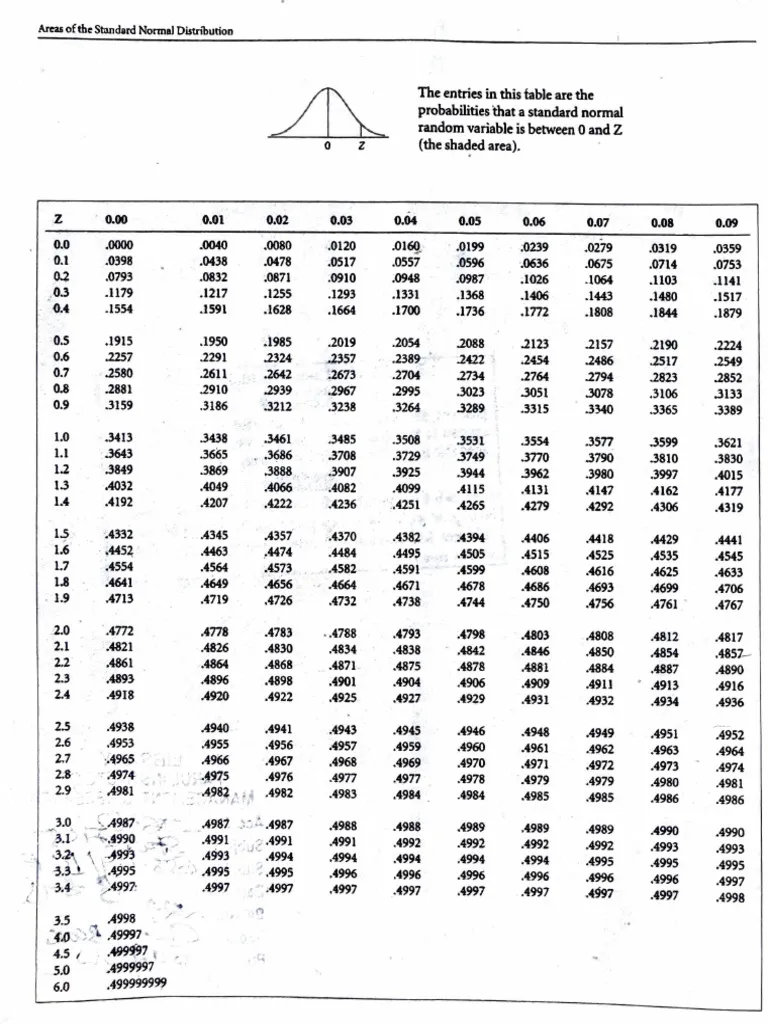 Areas of the Standard Normal Distribution
The entries in this table are the
probabilities that a standard normal
random variable is between 0 and Z
(the shaded area).
0 Z
Z 0.00 0.01 0.02 0.03 0.04 0.05 0.06 0.07 0.08 0.09
0.0 .0000 .0040 .0080 .0120 .0160 .0199 .0239 .0279 .0319 .0359
0.1 .0398 .0438 .0478 .0517 .0557 .0596 .0636 .0675 .0714 .0753
0.2 .0793 .0832 .0871 .0910 .0948 .0987 .1026 .1064 .1103 .1141
0.3 .1179 .1217 .1255 .1293 .1331 .1368 .1406 .1443 .1480 .1517
0.4 .1554 .1591 .1628 .1664 .1700 .1736 .1772 .1808 .1844 .1879
0.5 .1915 .1950 .1985 .2019 .2054 .2088 .2123 .2157 .2190 .2224
0.6 .2257 .2291 .2324 .2357 .2389 .2422 .2454 .2486 .2517 .2549
0.7 .2580 .2611 .2642 .2673 .2704 .2734 .2764 .2794 .2823 .2852
0.8 .2881 .2910 .2939 .2967 .2995 .3023 .3051 .3078 .3106 .3133
0.9 .3159 .3186 .3212 .3238 .3264 .3289 .3315 .3340 .3365 .3389
1.0 .3413 .3438 .3461 .3485 .3508 .3531 .3554 .3577 .3599 .3621
1.1 .3643 .3665 .3686 .3708 .3729 .3749 .3770 .3790 .3810 .3830
1.2 .3849 .3869 .3888 .3907 .3925 .3944 .3962 .3980 .3997 .4015
1.3 .4032 .4049 .4066 .4082 .4099 .4115 .4131 .4147 .4162 .4177
1.4 .4192 .4207 .4222 .4236 .4251 .4265 .4279 .4292 .4306 .4319
1.5 .4332 .4345 .4357 .4370 .4382 .4394 .4406 .4418 .4429 .4441
1.6 .4452 .4463 .4474 .4484 .4495 .4505 .4515 .4525 .4535 .4545
1.7 .4554 .4564 .4573 .4582 .4591 .4599 .4608 .4616 .4625 .4633
1.8 .4641 .4649 .4656 .4664 .4671 .4678 .4686 .4693 .4699 .4706
1.9 .4713 .4719 .4726 .4732 .4738 .4744 .4750 .4756 .4761 .4767
2.0 .4772 .4778 .4783 .4788 .4793 .4798 .4803 .4808 .4812 .4817
2.1 .4821 .4826 .4830 .4834 .4838 .4842 .4846 .4850 .4854 .4857
2.2 .4861 .4864 .4868 .4871 .4875 .4878 .4881 .4884 .4887 .4890
2.3 .4893 .4896 .4898 .4901 .4904 .4906 .4909 .4911 .4913 .4916
2.4 .4918 .4920 .4922 .4925 .4927 .4929 .4931 .4932 .4934 .4936
2.5 .4938 .4940 .4941 .4943 .4945 .4946 .4948 .4949 .4951 .4952
2.6 .4953 .4955 .4956 .4957 .4959 .4960 .4961 .4962 .4963 .4964
2.7 .4965 .4966 .4967 .4968 .4969 .4970 .4971 .4972 .4973 .4974
2.8 .4974 .4975 .4976 .4977 .4977 .4978 .4979 .4979 .4980 .4981
2.9 .4981 .4982 .4982 .4983 .4984 .4984 .4985 .4985 .4986 .4986
3.0 .4987 .4987 .4987 .4988 .4988 .4989 .4989 .4989 .4990 .4990
3.1 .4990 .4991 .4991 .4991 .4992 .4992 .4992 .4992 .4993 .4993
3.2 .4993 .4993 .4994 .4994 .4994 .4994 .4994 .4995 .4995 .4995
3.3 .4995 .4995 .4995 .4996 .4996 .4996 .4996 .4996 .4996 .4997
3.4 .4997 .4997 .4997 .4997 .4997 .4997 .4997 .4997 .4997 .4998
3.5 .4998
4.0 .49997
4.5 .499997
5.0 .4999997
6.0 .499999999